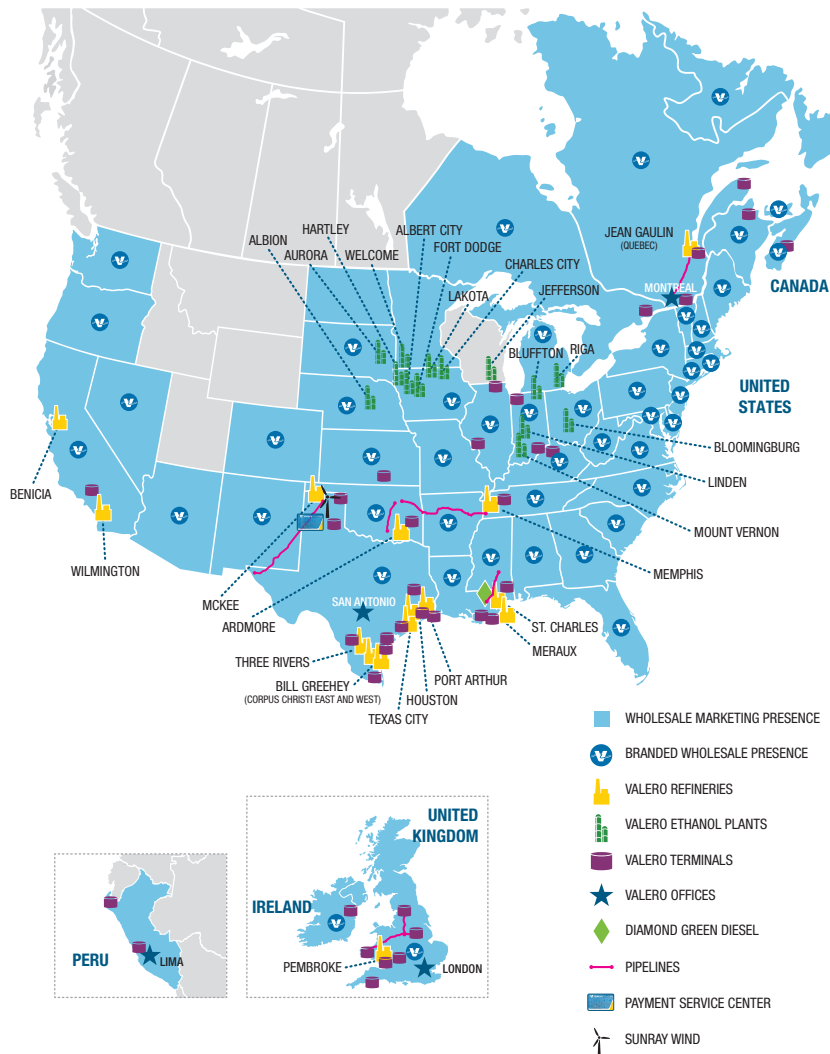 HARTLEY
ALBERT CITY
ALBION
FORT DODGE
AURORA
WELCOME
CHARLES CITY
LAKOTA
JEFFERSON
JEAN GAULIN
(QUEBEC)
MONTREAL
CANADA
BLUFFTON
RIGA
UNITED
STATES
BLOOMINGBURG
LINDEN
BENICIA
MOUNT VERNON
WILMINGTON
MEMPHIS
MCKEE
SAN ANTONIO
ARDMORE
ST. CHARLES
MERAUX
THREE RIVERS
PORT ARTHUR
BILL GREEHEY
(CORPUS CHRISTI EAST AND WEST)
HOUSTON
TEXAS CITY
WHOLESALE MARKETING PRESENCE
BRANDED WHOLESALE PRESENCE
VALERO REFINERIES
VALERO ETHANOL PLANTS
VALERO TERMINALS
VALERO OFFICES
DIAMOND GREEN DIESEL
PIPELINES
PAYMENT SERVICE CENTER
SUNRAY WIND
UNITED
KINGDOM
IRELAND
PEMBROKE
LONDON
PERU
LIMA